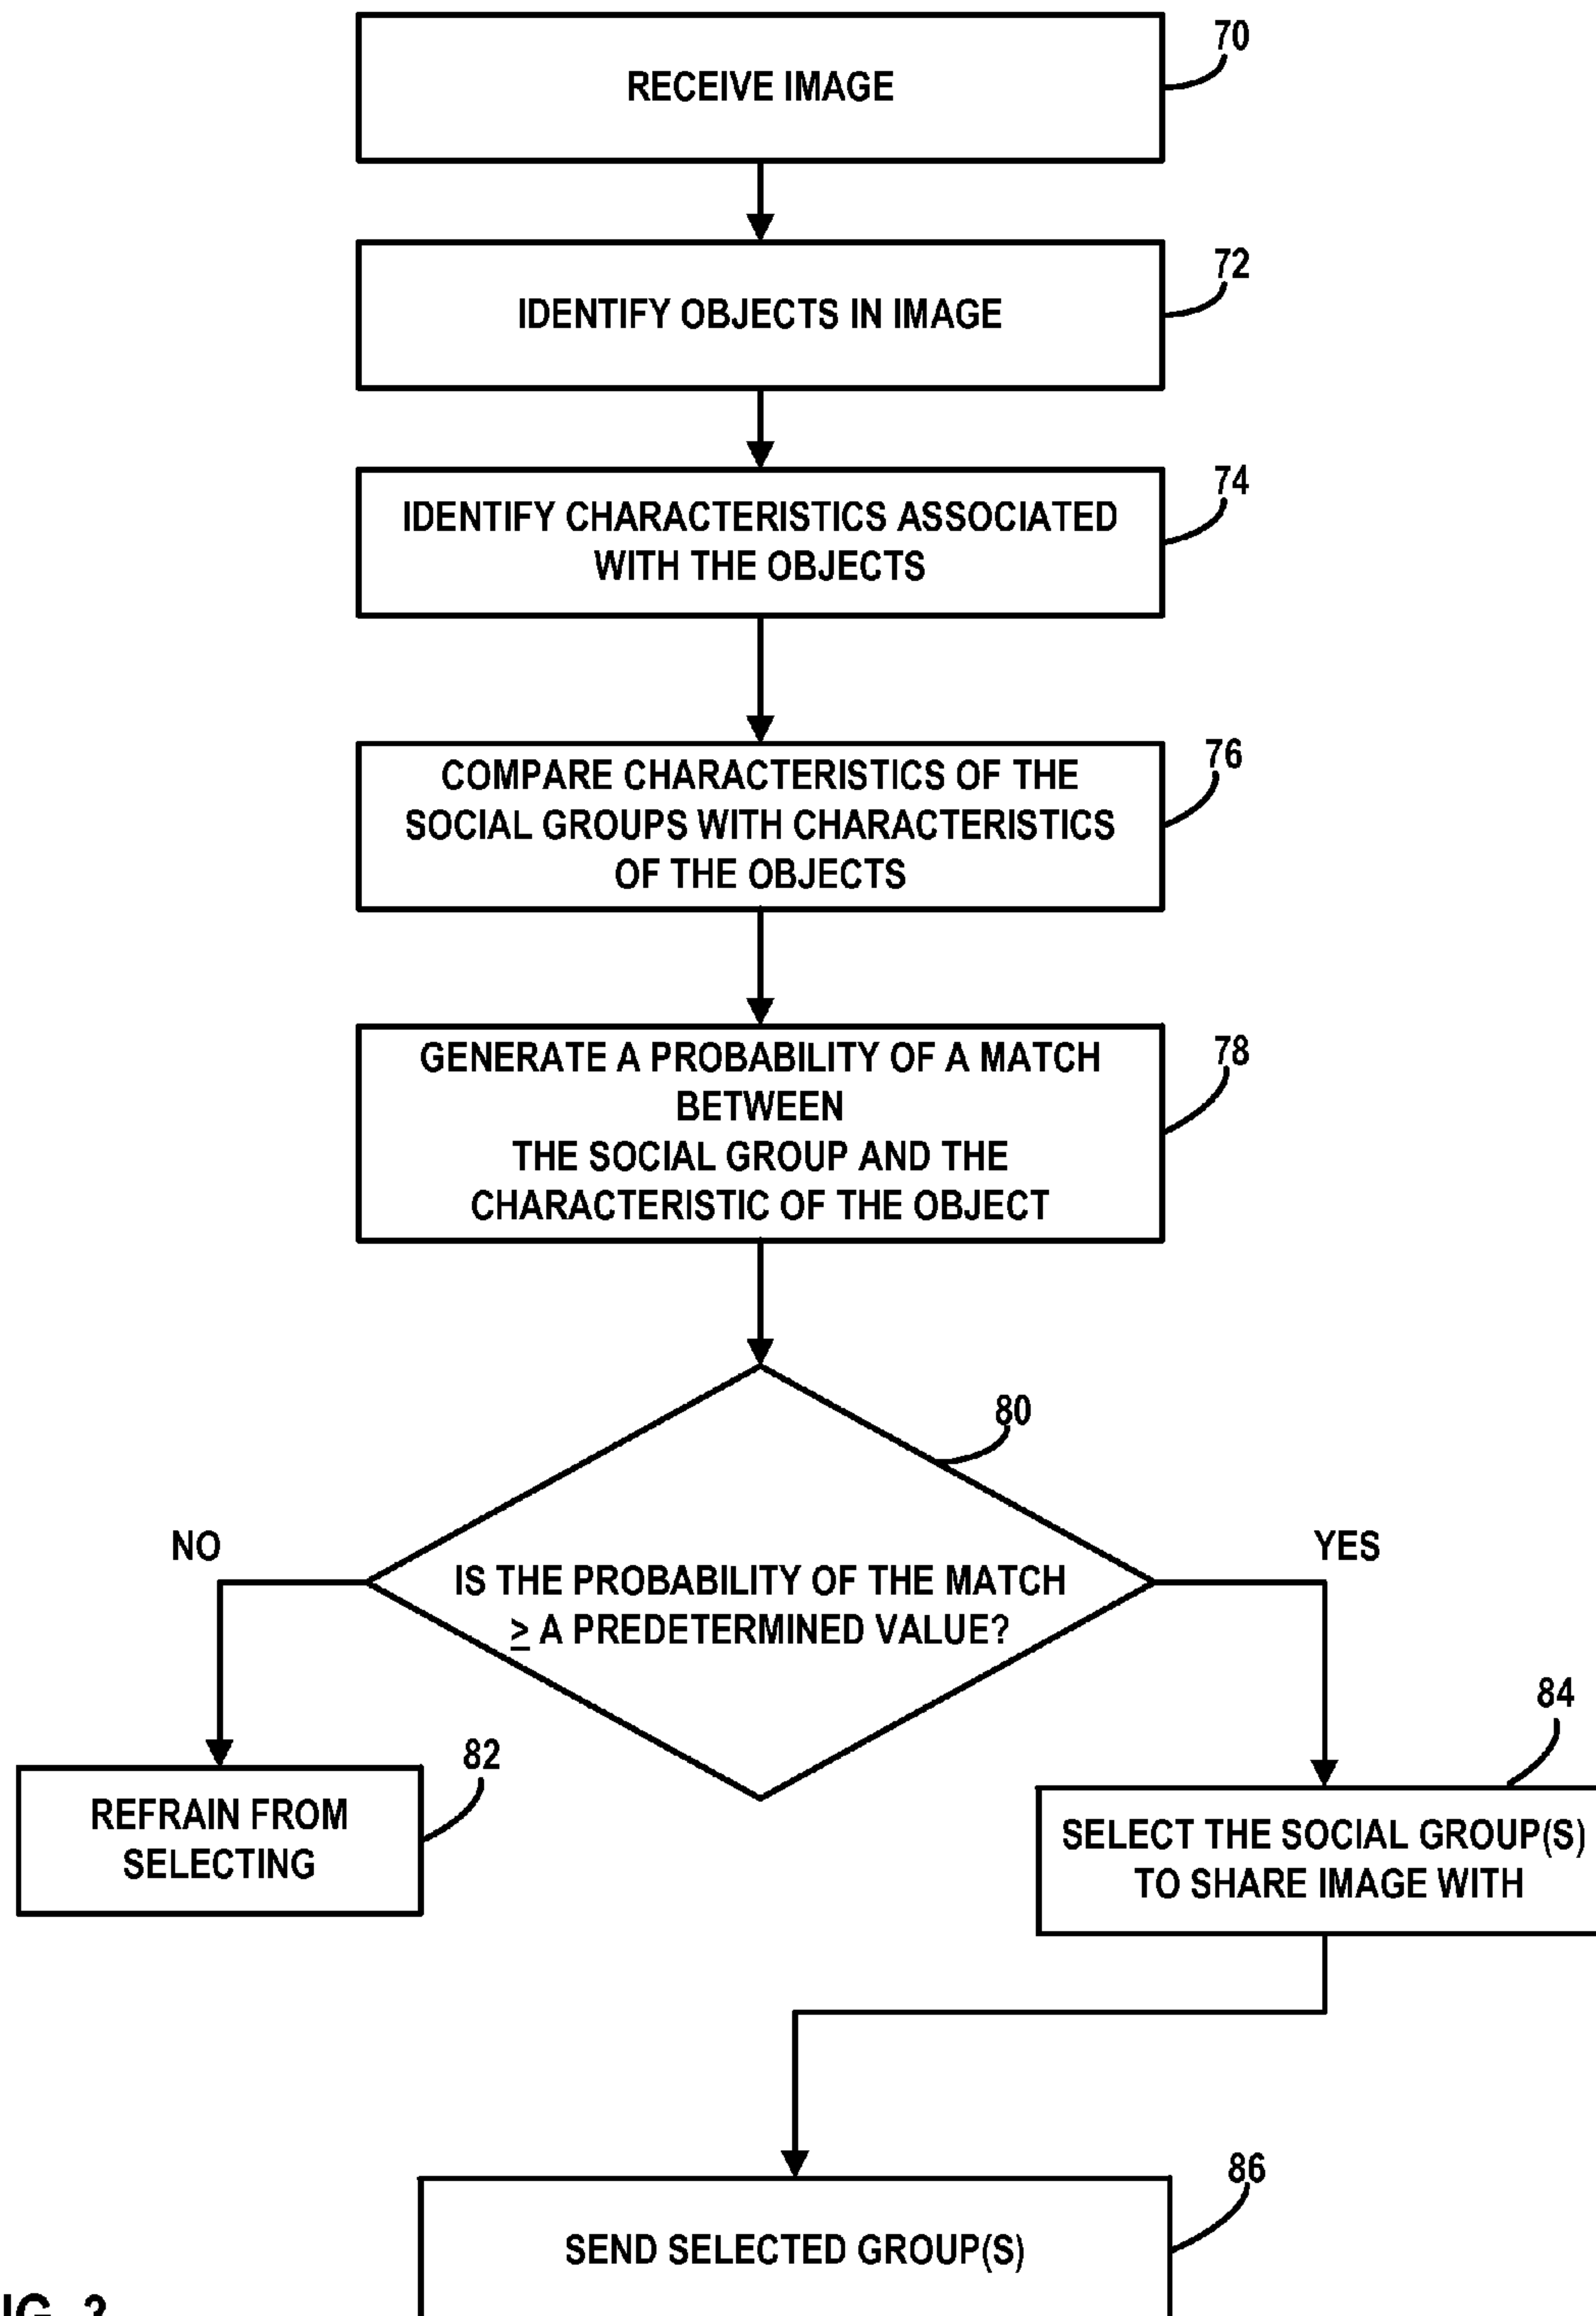 RECEIVE IMAGE
70
IDENTIFY OBJECTS IN IMAGE
72
IDENTIFY CHARACTERISTICS ASSOCIATED
WITH THE OBJECTS
74
COMPARE CHARACTERISTICS OF THE
SOCIAL GROUPS WITH CHARACTERISTICS
OF THE OBJECTS
76
GENERATE A PROBABILITY OF A MATCH
BETWEEN
THE SOCIAL GROUP AND THE
CHARACTERISTIC OF THE OBJECT
78
80
NO
YES
IS THE PROBABILITY OF THE MATCH
≥ A PREDETERMINED VALUE?
82
REFRAIN FROM
SELECTING
84
SELECT THE SOCIAL GROUP(S)
TO SHARE IMAGE WITH
86
SEND SELECTED GROUP(S)